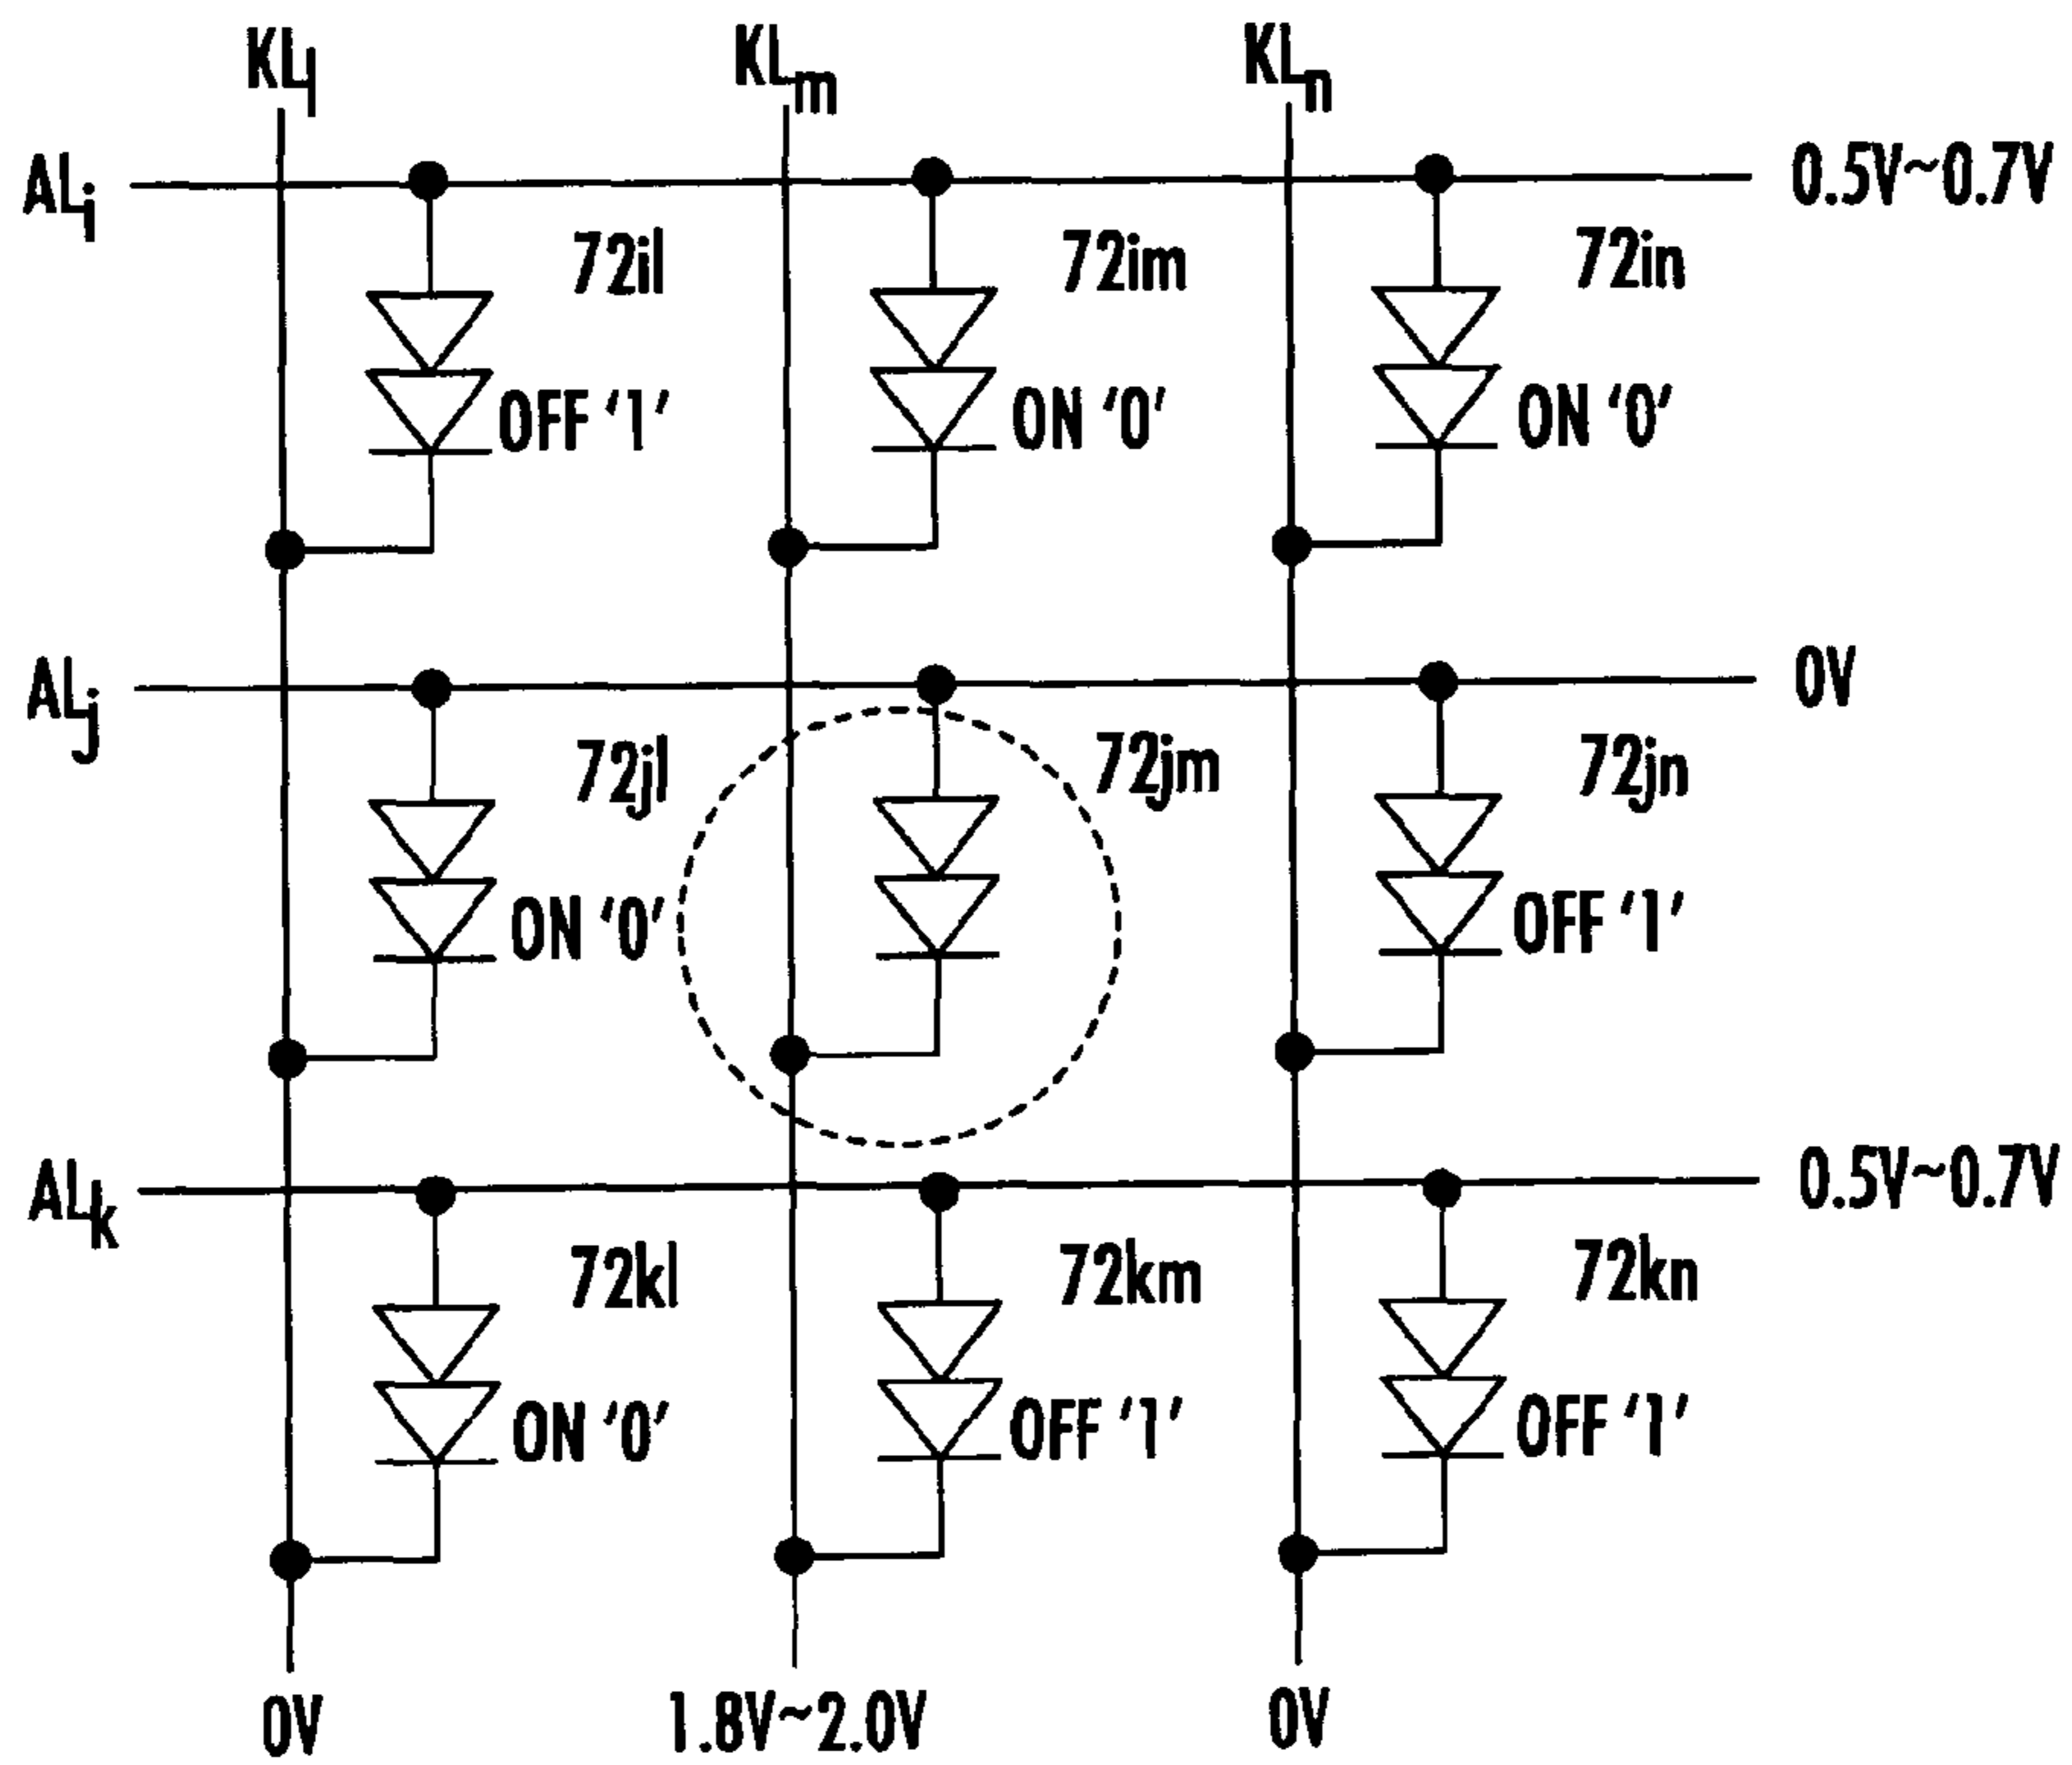 KLl KLm KLn
ALi 0.5V~0.7V
72il 72im 72in
OFF '1' ON '0' ON '0'
ALj 0V
72jl 72jm 72jn
ON '0' OFF '1'
ALk 0.5V~0.7V
72kl 72km 72kn
ON '0' OFF '1' OFF '1'
0V 1.8V~2.0V 0V